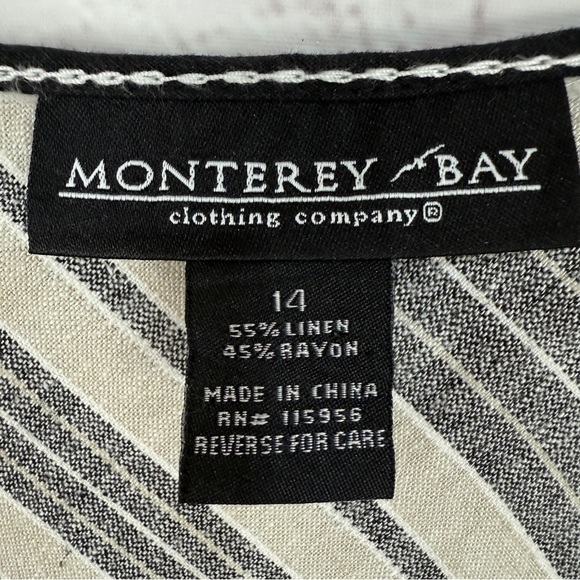 MONTEREY BAY
clothing company®
14
55% LINEN
45% RAYON
MADE IN CHINA
RN# 115956
REVERSE FOR CARE